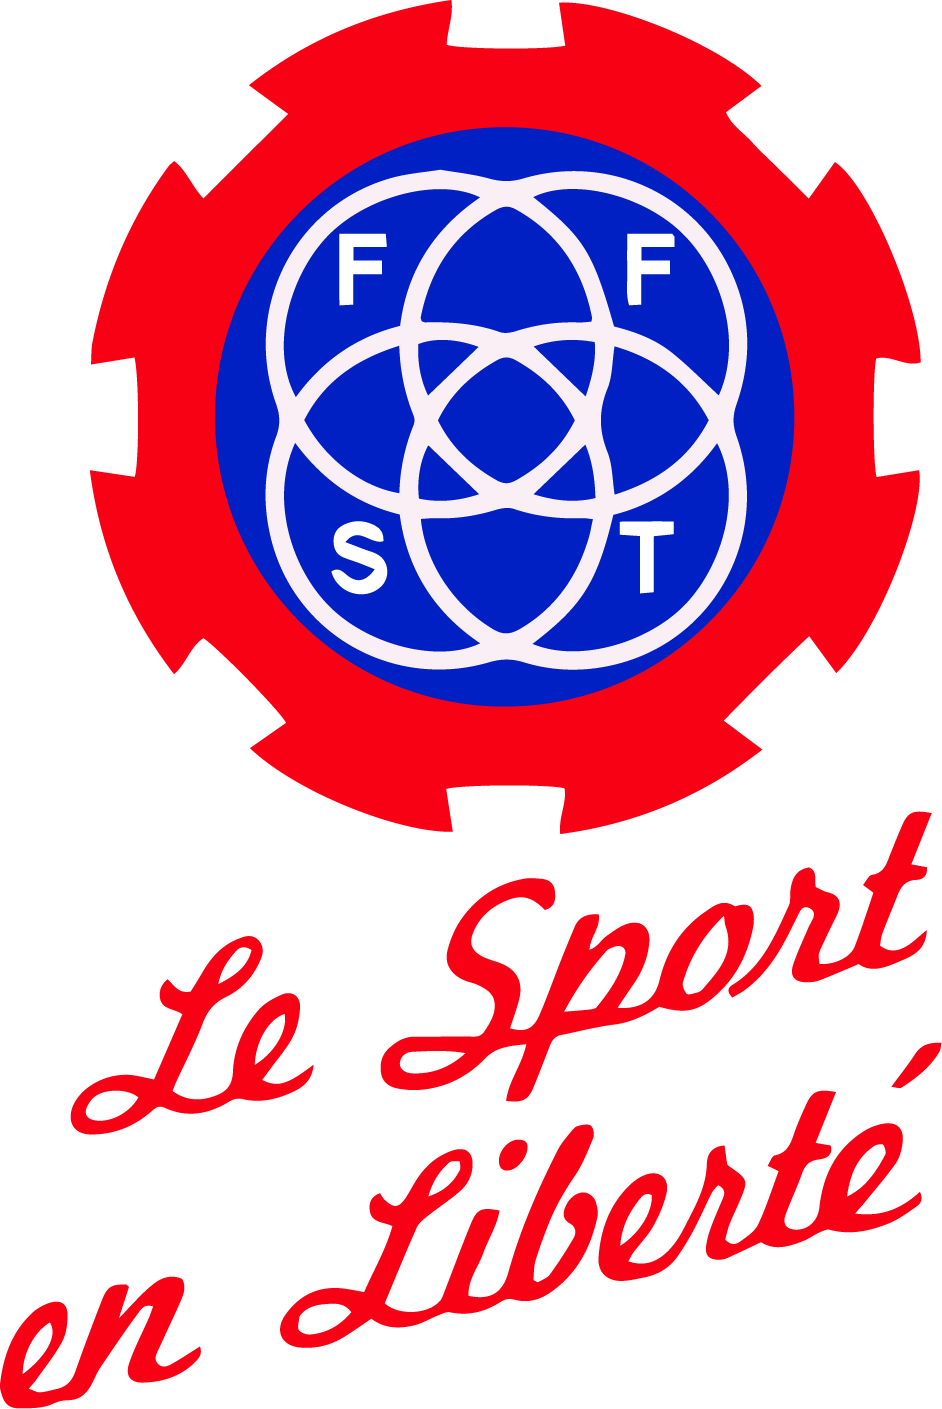 F F
S T
Le Sport
en Liberté